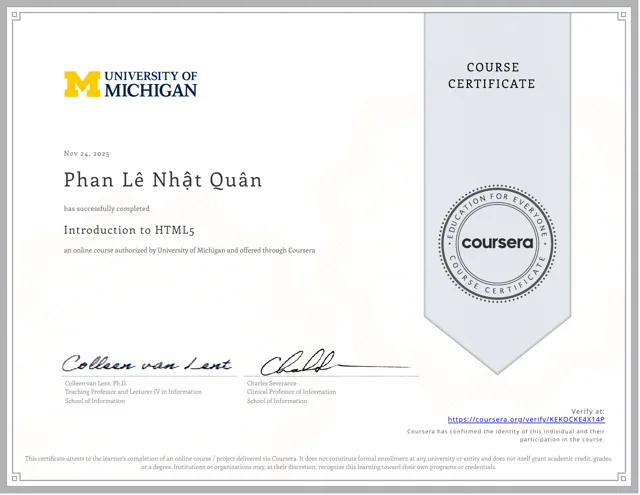 UNIVERSITY OF
MICHIGAN
COURSE
CERTIFICATE
Nov 24, 2025
Phan Lê Nhật Quân
has successfully completed
Introduction to HTML5
an online course authorized by University of Michigan and offered through Coursera
EDUCATION FOR EVERYONE
coursera
COURSE CERTIFICATE
Colleen van Lent
Colleen van Lent, Ph.D.
Teaching Professor and Lecturer IV in Information
School of Information
Charles Severance
Clinical Professor of Information
School of Information
Verify at:
https://coursera.org/verify/KEKOCKE4X14P
Coursera has confirmed the identity of this individual and their
participation in the course.
This certificate attests to the learner's completion of an online course / project delivered via Coursera. It does not constitute formal enrollment at any university or entity and does not itself grant academic credit, grades,
or a degree. Institutions or organizations may, at their discretion, recognize this learning toward their own programs or credentials.